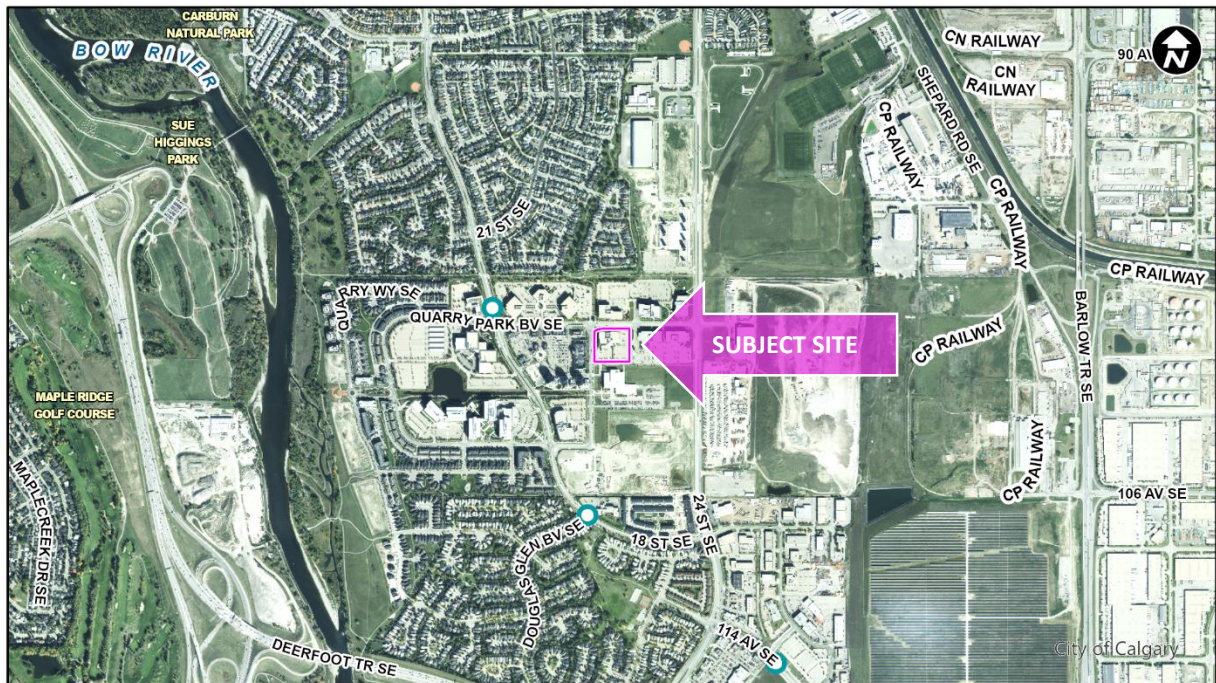 CARBURN
NATURAL PARK
BOW RIVER
SUE
HIGGINGS
PARK
21 ST SE
QUARRY WY SE
QUARRY PARK BV SE
SUBJECT SITE
MAPLE RIDGE
GOLF COURSE
MAPLECREEK DR SE
DEERFOOT TR SE
DOUGLAS GLEN BV SE
18 ST SE
24 ST SE
114 AV SE
CN RAILWAY
90 AV
N
CN
RAILWAY
SHEPARD RD SE
CP RAILWAY
CP RAILWAY
CP RAILWAY
CP RAILWAY
BARLOW TR SE
CP RAILWAY
106 AV SE
City of Calgary